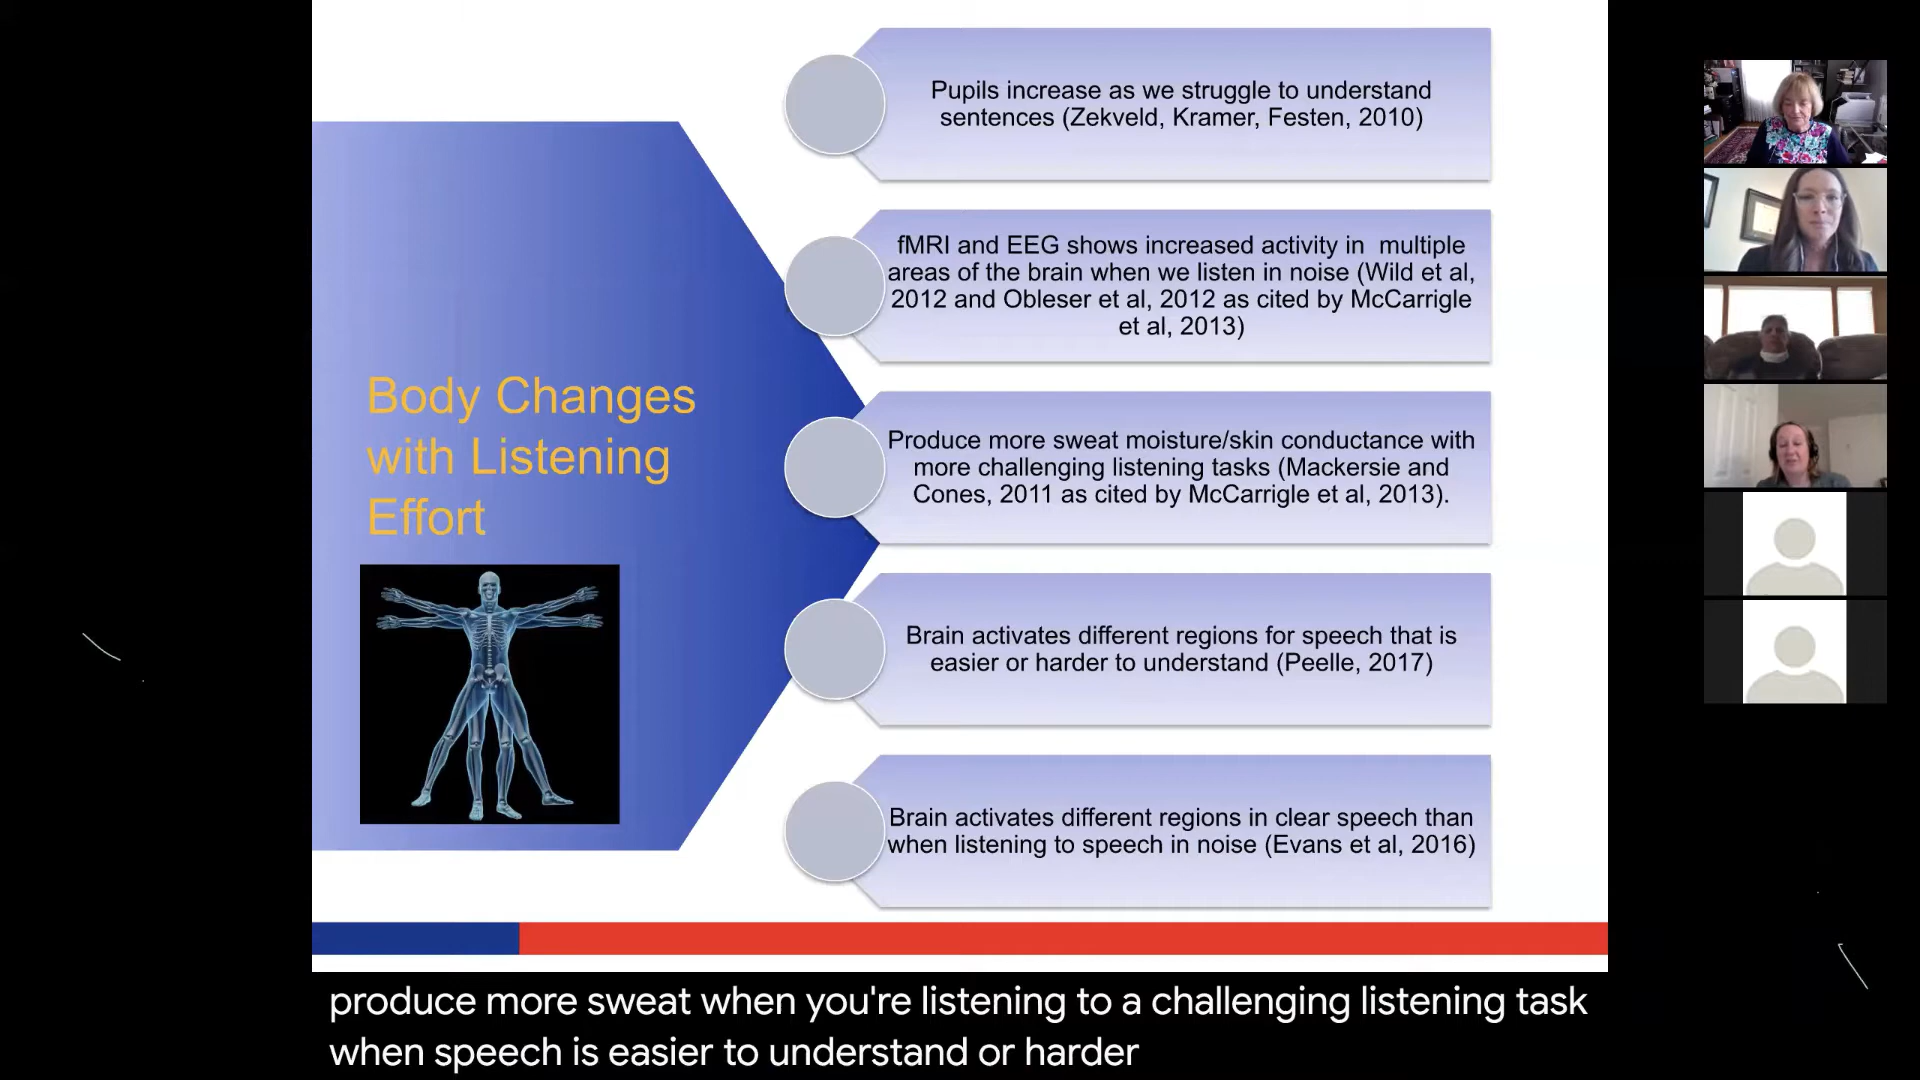 Body Changes
with Listening
Effort
Pupils increase as we struggle to understand
sentences (Zekveld, Kramer, Festen, 2010)
fMRI and EEG shows increased activity in  multiple
areas of the brain when we listen in noise (Wild et al,
2012 and Obleser et al, 2012 as cited by McCarrigle
et al, 2013)
Produce more sweat moisture/skin conductance with
more challenging listening tasks (Mackersie and
Cones, 2011 as cited by McCarrigle et al, 2013).
Brain activates different regions for speech that is
easier or harder to understand (Peelle, 2017)
Brain activates different regions in clear speech than
when listening to speech in noise (Evans et al, 2016)
produce more sweat when you're listening to a challenging listening task
when speech is easier to understand or harder